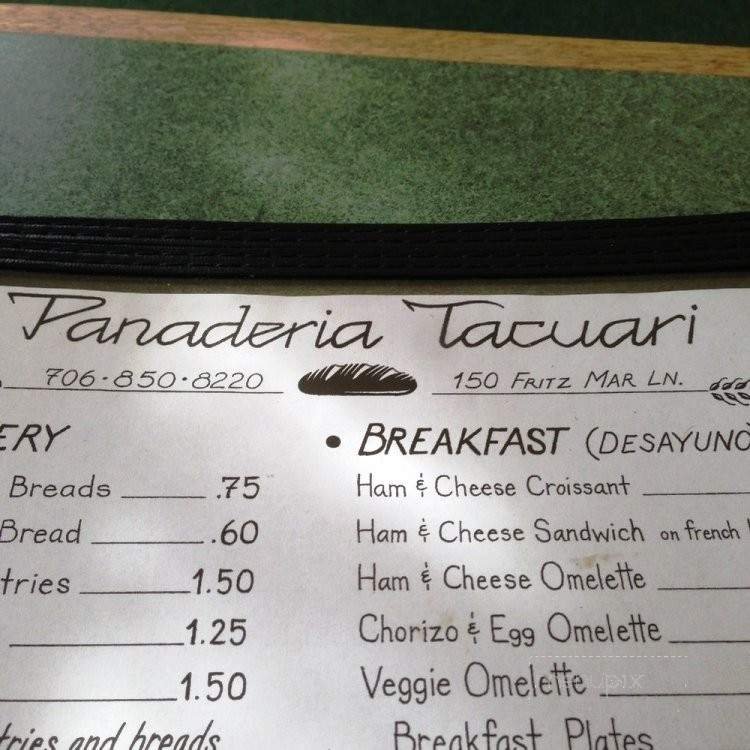 Panaderia Tacuari
706·850·8220 150 Fritz Mar Ln.
ERY
Breads .75
Bread .60
tries 1.50
1.25
1.50
tries and breads
• BREAKFAST (DESAYUNO
Ham & Cheese Croissant
Ham & Cheese Sandwich on french
Ham & Cheese Omelette
Chorizo & Egg Omelette
Veggie Omelette
Breakfast Plates